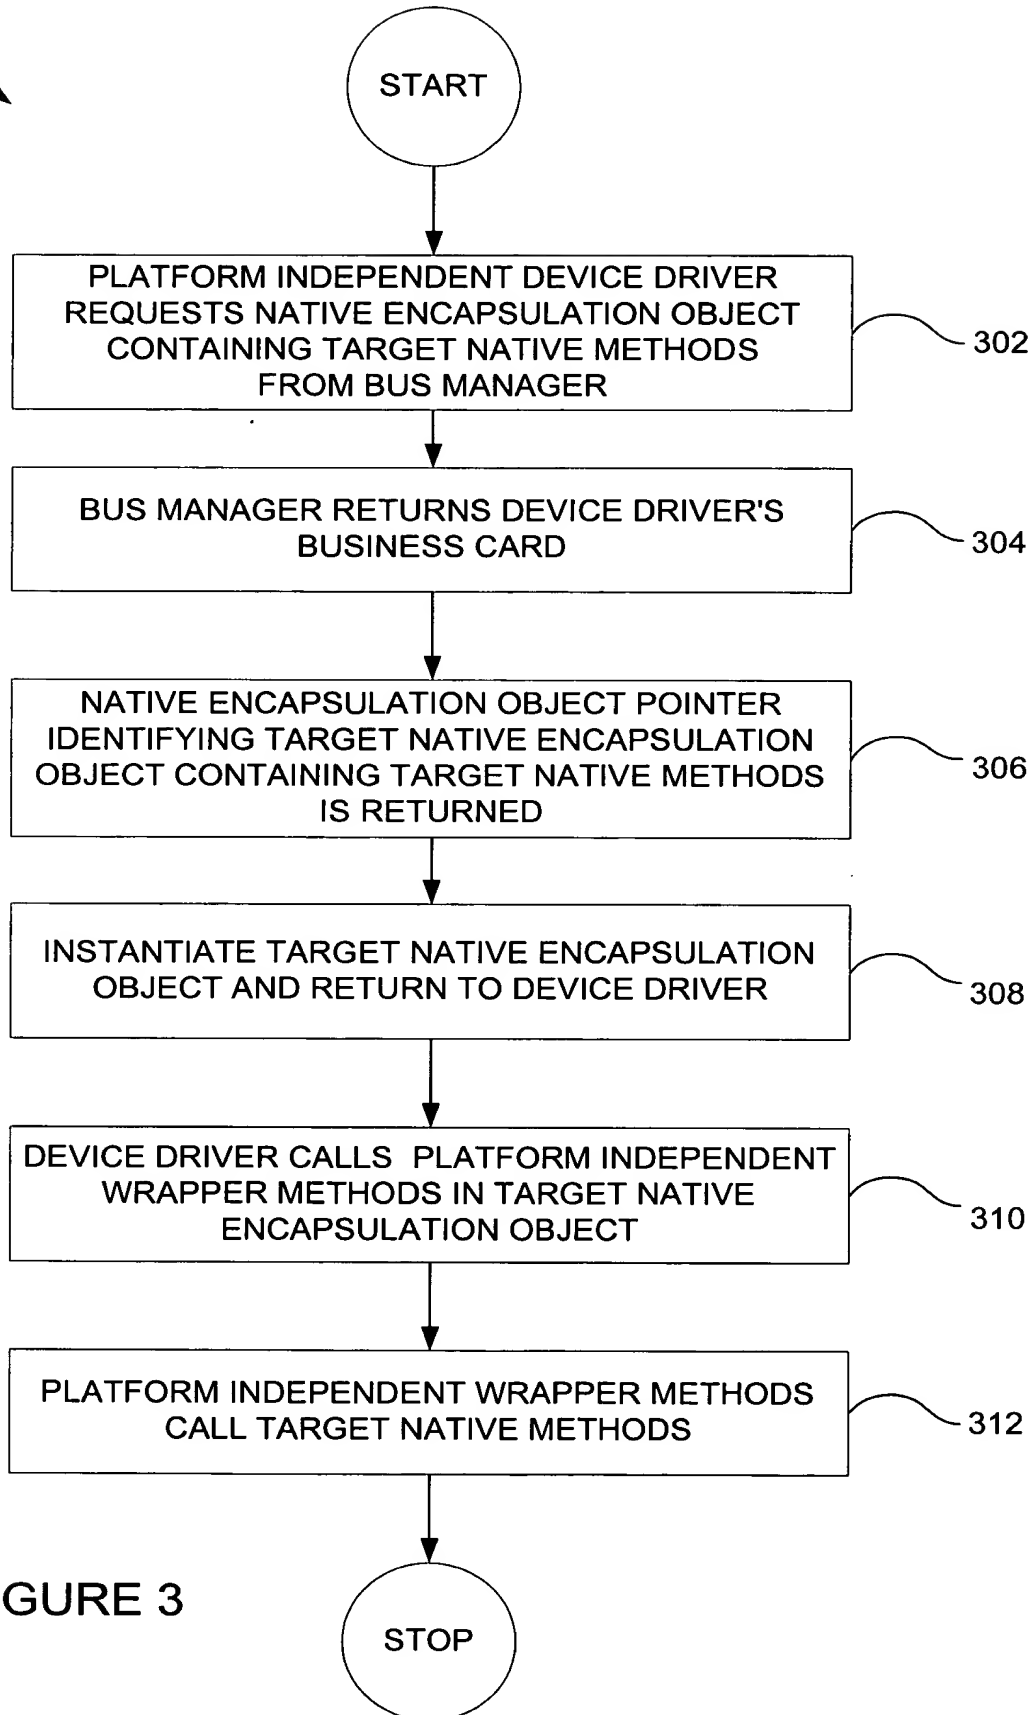 START
PLATFORM INDEPENDENT DEVICE DRIVER
REQUESTS NATIVE ENCAPSULATION OBJECT
CONTAINING TARGET NATIVE METHODS
FROM BUS MANAGER
302
BUS MANAGER RETURNS DEVICE DRIVER'S
BUSINESS CARD
304
NATIVE ENCAPSULATION OBJECT POINTER
IDENTIFYING TARGET NATIVE ENCAPSULATION
OBJECT CONTAINING TARGET NATIVE METHODS
IS RETURNED
306
INSTANTIATE TARGET NATIVE ENCAPSULATION
OBJECT AND RETURN TO DEVICE DRIVER
308
DEVICE DRIVER CALLS PLATFORM INDEPENDENT
WRAPPER METHODS IN TARGET NATIVE
ENCAPSULATION OBJECT
310
PLATFORM INDEPENDENT WRAPPER METHODS
CALL TARGET NATIVE METHODS
312
GURE 3
STOP